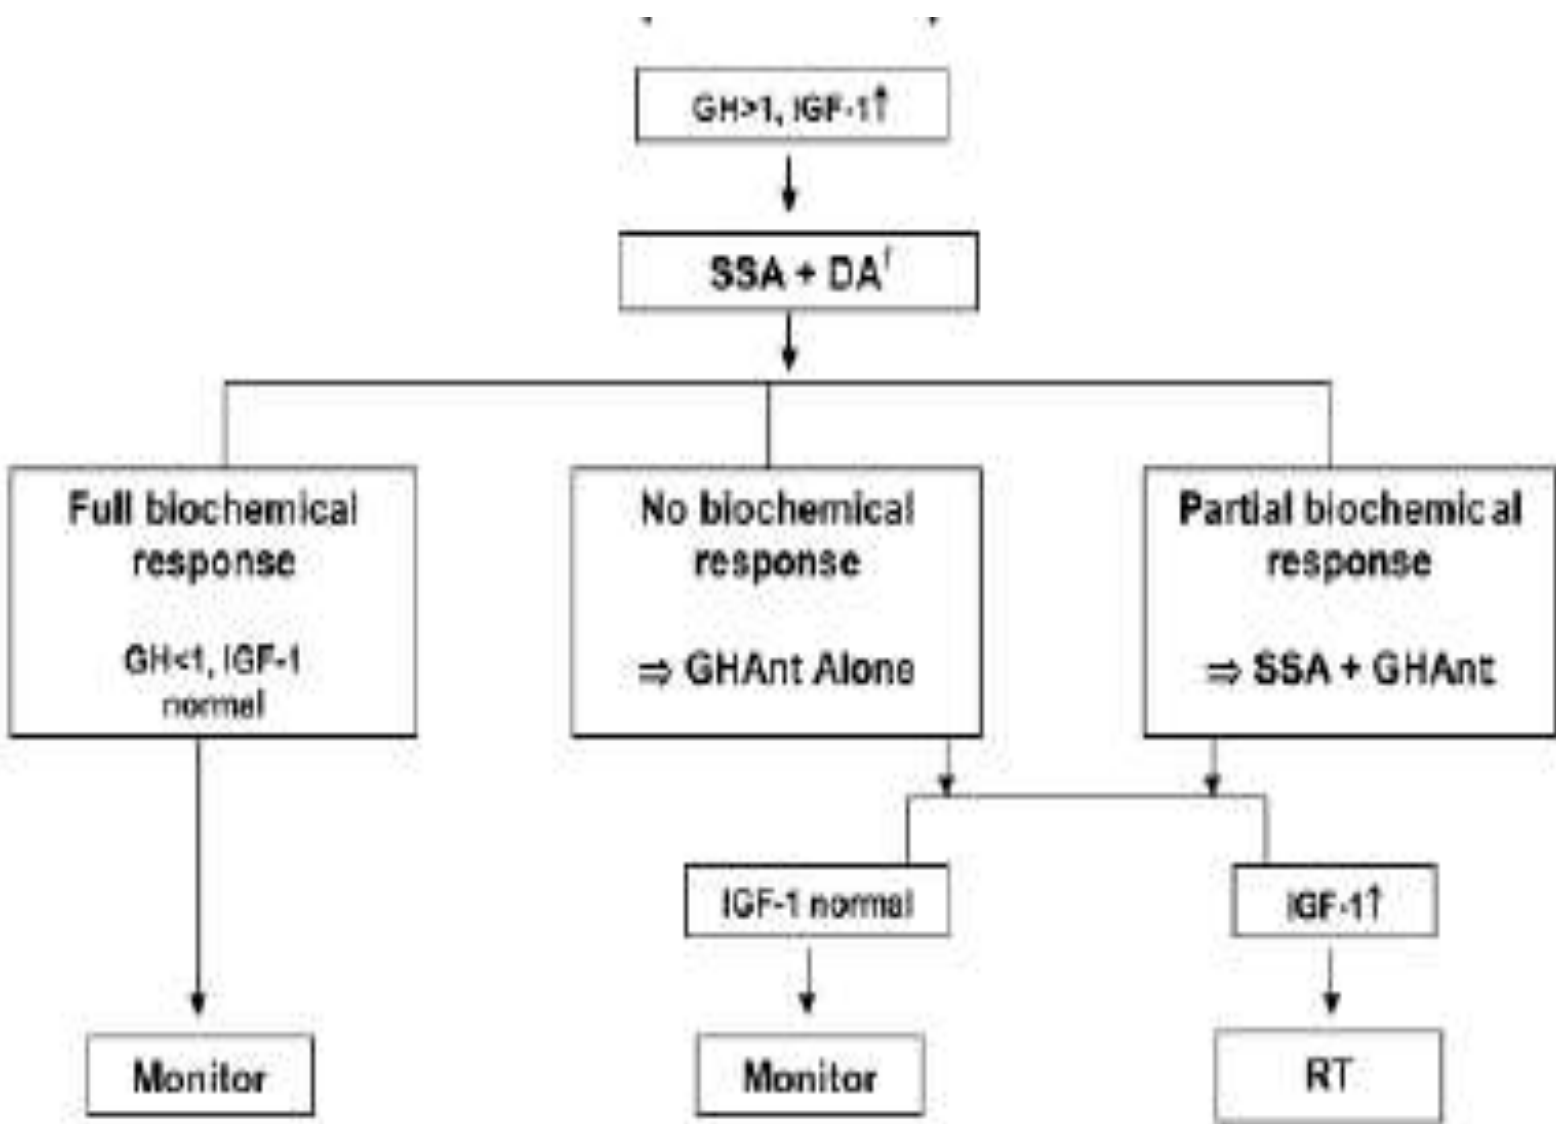 GH>1, IGF-1↑
SSA + DA†
Full biochemical
response
GH<1, IGF-1
normal
No biochemical
response
⇒ GHAnt Alone
Partial biochemical
response
⇒ SSA + GHAnt
IGF-1 normal
IGF-1↑
Monitor
Monitor
RT